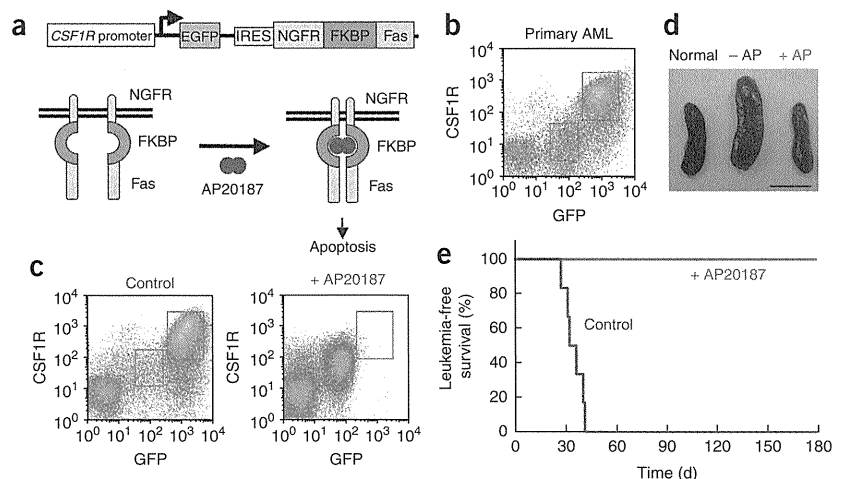 a
CSF1R promoter EGFP IRES NGFR FKBP Fas
NGFR
FKBP
Fas
AP20187
NGFR
FKBP
Fas
Apoptosis
b
Primary AML
CSF1R
10^4
10^3
10^2
10^1
10^0
10^0 10^1 10^2 10^3 10^4
GFP
d
Normal – AP + AP
c
Control
CSF1R
10^4
10^3
10^2
10^1
10^0
10^0 10^1 10^2 10^3 10^4
GFP
+ AP20187
CSF1R
10^4
10^3
10^2
10^1
10^0
10^0 10^1 10^2 10^3 10^4
GFP
e
Leukemia-free
survival (%)
100
80
60
40
20
0
+ AP20187
Control
0 30 60 90 120 150 180
Time (d)